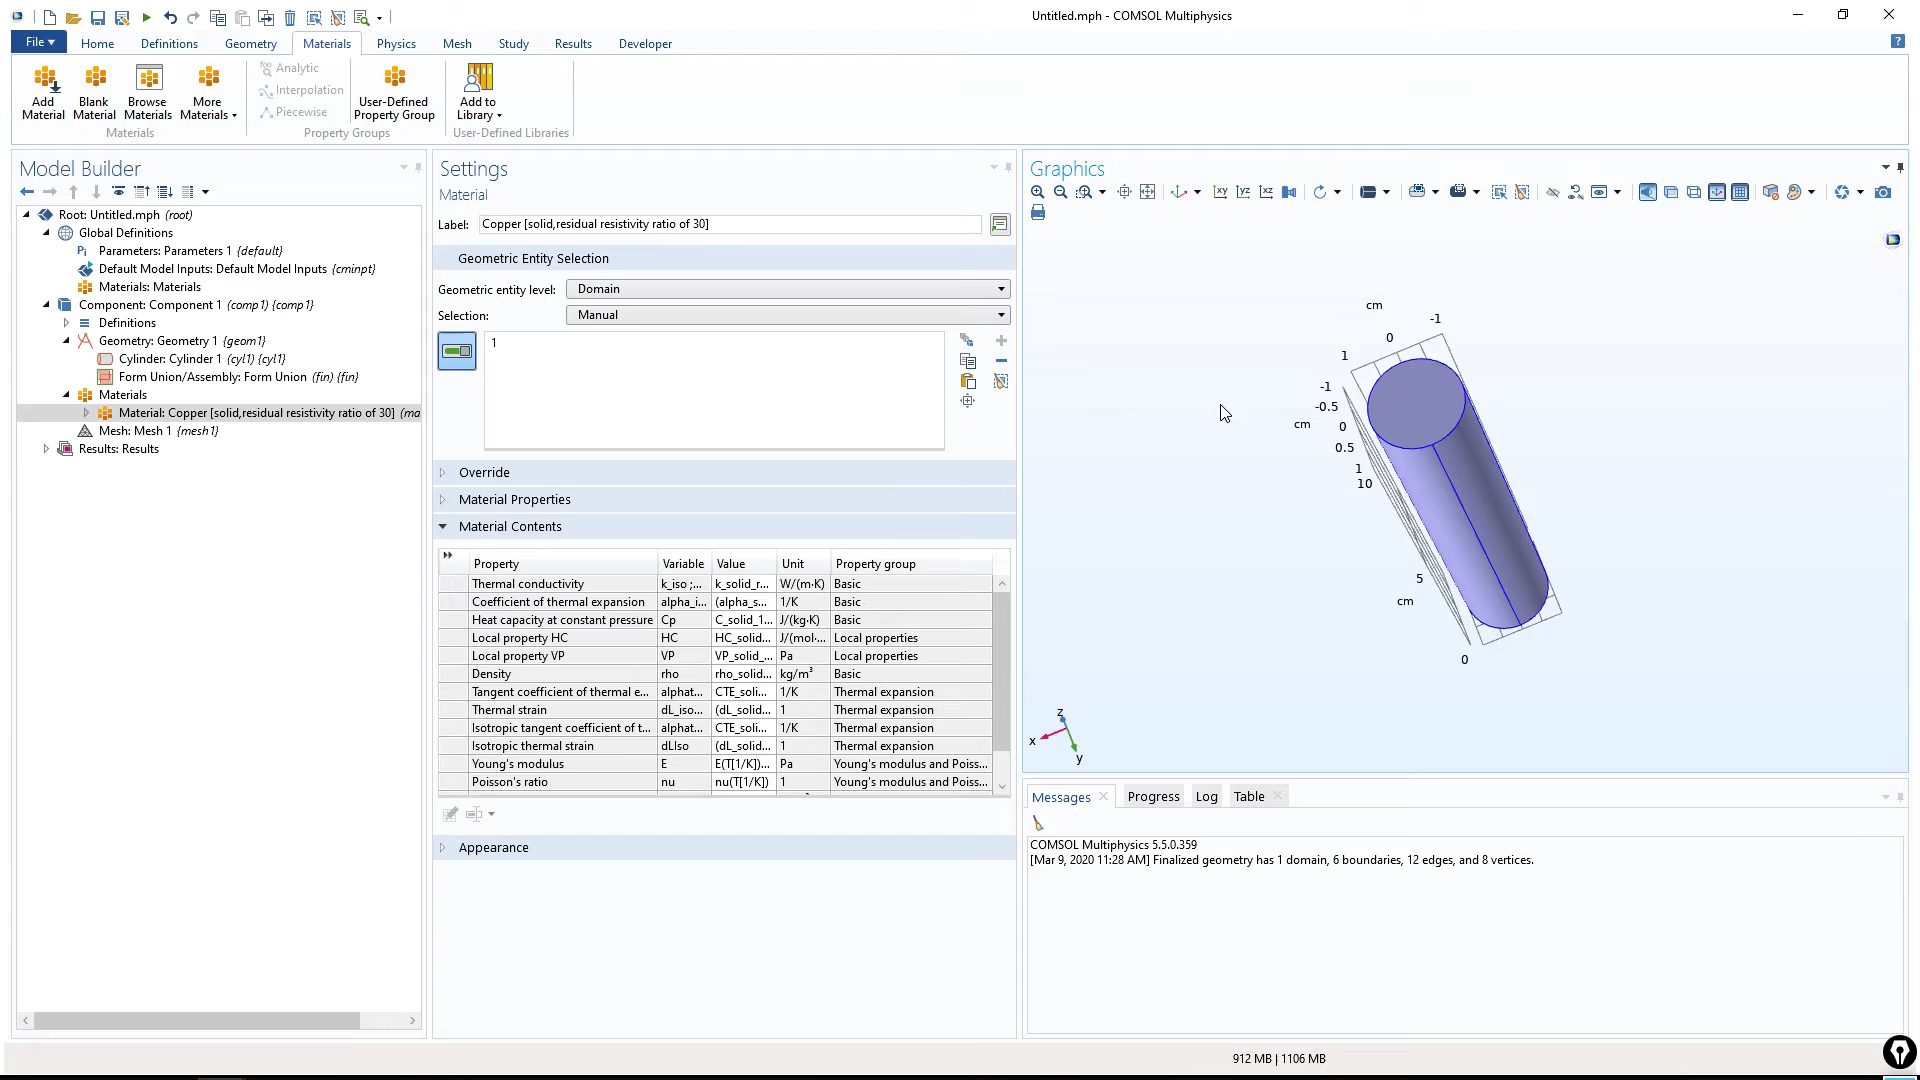 Untitled.mph - COMSOL Multiphysics
File
Home
Definitions
Geometry
Materials
Physics
Mesh
Study
Results
Developer
Add Material
Blank Material
Browse Materials
More Materials
Materials
Analytic
Interpolation
Piecewise
User-Defined Property Group
Property Groups
Add to Library
User-Defined Libraries
Model Builder
Root: Untitled.mph (root)
Global Definitions
Pi Parameters: Parameters 1 {default}
Default Model Inputs: Default Model Inputs {cminpt}
Materials: Materials
Component: Component 1 (comp1) {comp1}
Definitions
Geometry: Geometry 1 {geom1}
Cylinder: Cylinder 1 (cyl1) {cyl1}
Form Union/Assembly: Form Union (fin) {fin}
Materials
Material: Copper [solid,residual resistivity ratio of 30] (ma
Mesh: Mesh 1 {mesh1}
Results: Results
Settings
Material
Label: Copper [solid,residual resistivity ratio of 30]
Geometric Entity Selection
Geometric entity level: Domain
Selection: Manual
1
Override
Material Properties
Material Contents
Property Variable Value Unit Property group
Thermal conductivity k_iso ;... k_solid_r... W/(m·K) Basic
Coefficient of thermal expansion alpha_i... (alpha_s... 1/K Basic
Heat capacity at constant pressure Cp C_solid_1... J/(kg·K) Basic
Local property HC HC HC_solid... J/(mol·... Local properties
Local property VP VP VP_solid_... Pa Local properties
Density rho rho_solid... kg/m³ Basic
Tangent coefficient of thermal e... alphat... CTE_soli... 1/K Thermal expansion
Thermal strain dL_iso... (dL_solid... 1 Thermal expansion
Isotropic tangent coefficient of t... alphat... CTE_soli... 1/K Thermal expansion
Isotropic thermal strain dLIso (dL_solid... 1 Thermal expansion
Young's modulus E E(T[1/K])... Pa Young's modulus and Poiss...
Poisson's ratio nu nu(T[1/K]) 1 Young's modulus and Poiss...
Appearance
Graphics
xy
yz
xz
cm
-1
0
1
-1
-0.5
cm
0
0.5
1
10
5
cm
0
z
x
y
Messages
Progress
Log
Table
COMSOL Multiphysics 5.5.0.359
[Mar 9, 2020 11:28 AM] Finalized geometry has 1 domain, 6 boundaries, 12 edges, and 8 vertices.
912 MB | 1106 MB